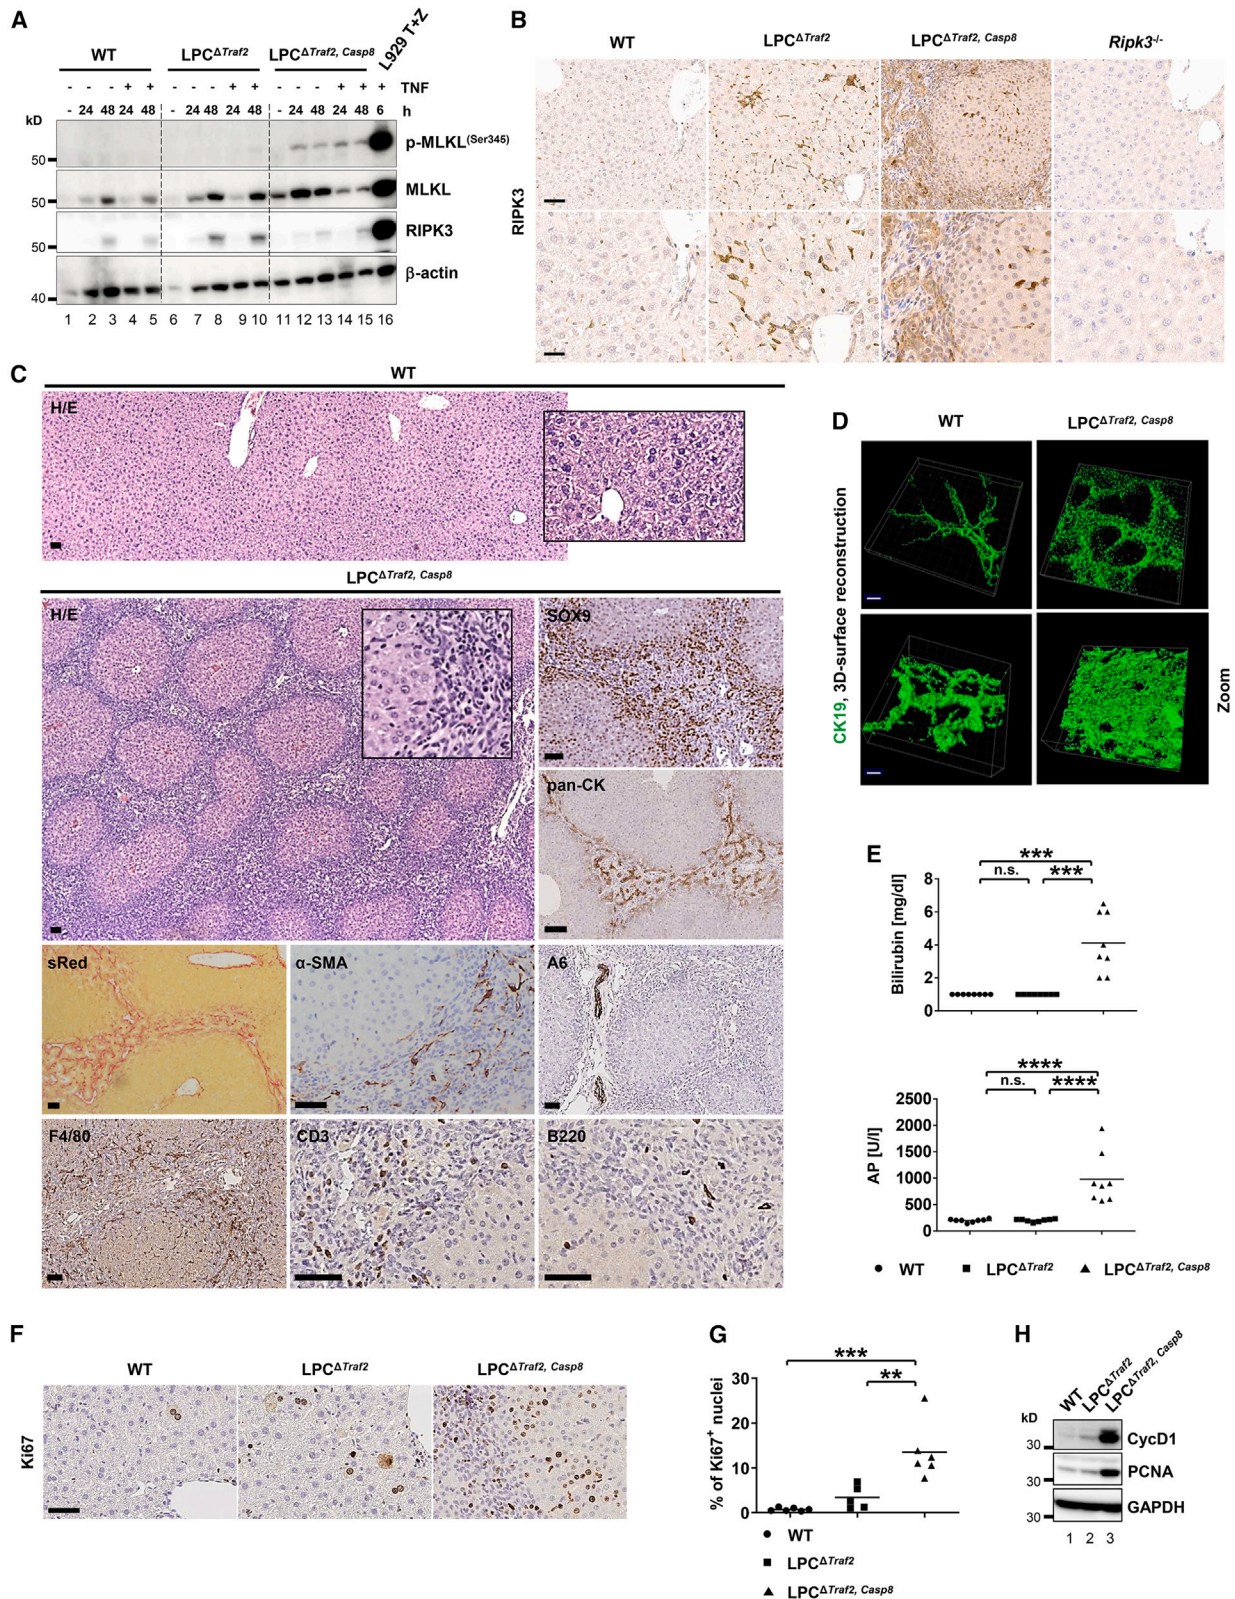 A
WT
LPCΔTraf2
LPCΔTraf2, Casp8
L929 T+Z
+ + + + + + + TNF
- 24 48 24 48 - 24 48 24 48 - 24 48 24 48 6 h
kD
50
p-MLKL(Ser345)
50
MLKL
50
RIPK3
40
β-actin
1 2 3 4 5 6 7 8 9 10 11 12 13 14 15 16
B
WT
LPCΔTraf2
LPCΔTraf2, Casp8
Ripk3-/-
RIPK3
C
WT
H/E
LPCΔTraf2, Casp8
H/E
SOX9
pan-CK
sRed
α-SMA
A6
F4/80
CD3
B220
D
WT
LPCΔTraf2, Casp8
CK19, 3D-surface reconstruction
Zoom
E
***
n.s.
***
Bilirubin [mg/dl]
8
6
4
2
0
****
n.s.
****
AP [U/l]
2500
2000
1500
1000
500
0
WT
LPCΔTraf2
LPCΔTraf2, Casp8
F
WT
LPCΔTraf2
LPCΔTraf2, Casp8
Ki67
G
***
**
% of Ki67+ nuclei
30
20
10
0
WT
LPCΔTraf2
LPCΔTraf2, Casp8
H
WT
LPCΔTraf2
LPCΔTraf2, Casp8
kD
30
CycD1
30
PCNA
30
GAPDH
1 2 3